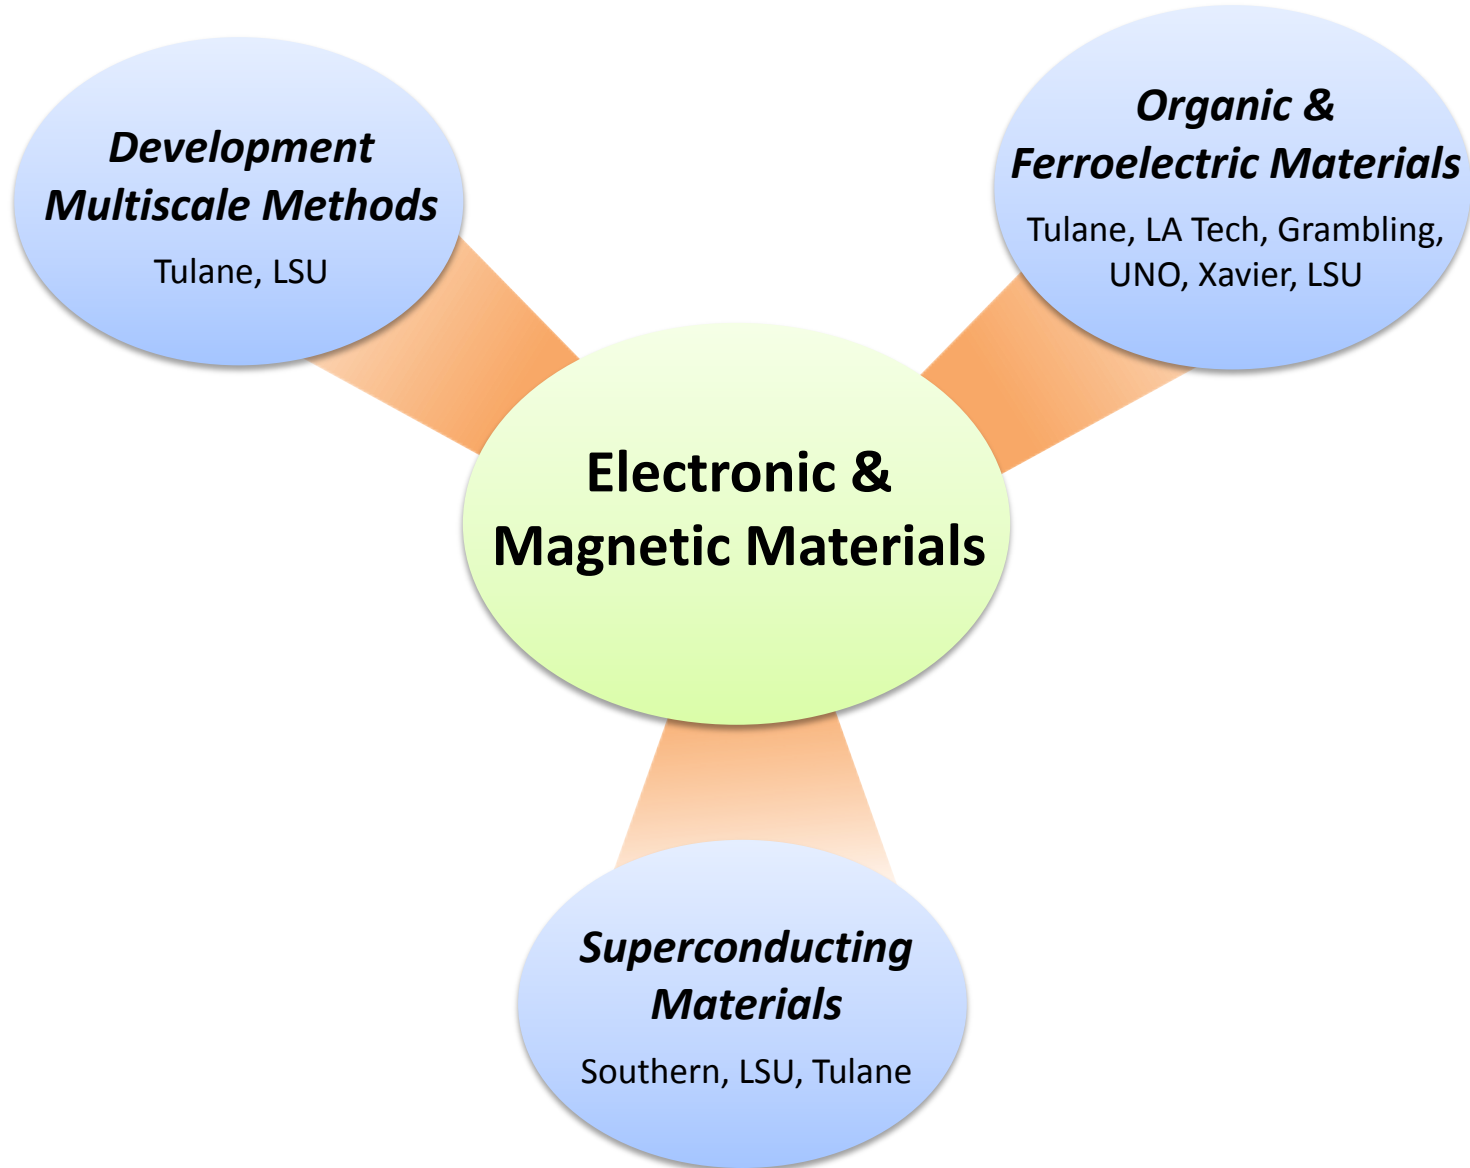 Development
Multiscale Methods
Tulane, LSU
Organic &
Ferroelectric Materials
Tulane, LA Tech, Grambling,
UNO, Xavier, LSU
Electronic &
Magnetic Materials
Superconducting
Materials
Southern, LSU, Tulane